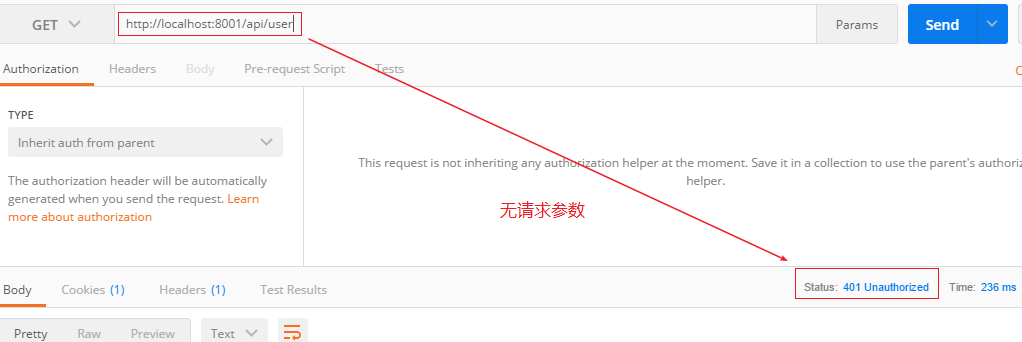 GET
http://localhost:8001/api/user
Params
Send
Authorization
Headers
Body
Pre-request Script
Tests
TYPE
Inherit auth from parent
The authorization header will be automatically
generated when you send the request. Learn
more about authorization
This request is not inheriting any authorization helper at the moment. Save it in a collection to use the parent's authoriz
helper.
无请求参数
Body
Cookies (1)
Headers (1)
Test Results
Status: 401 Unauthorized
Time: 236 ms
Pretty
Raw
Preview
Text